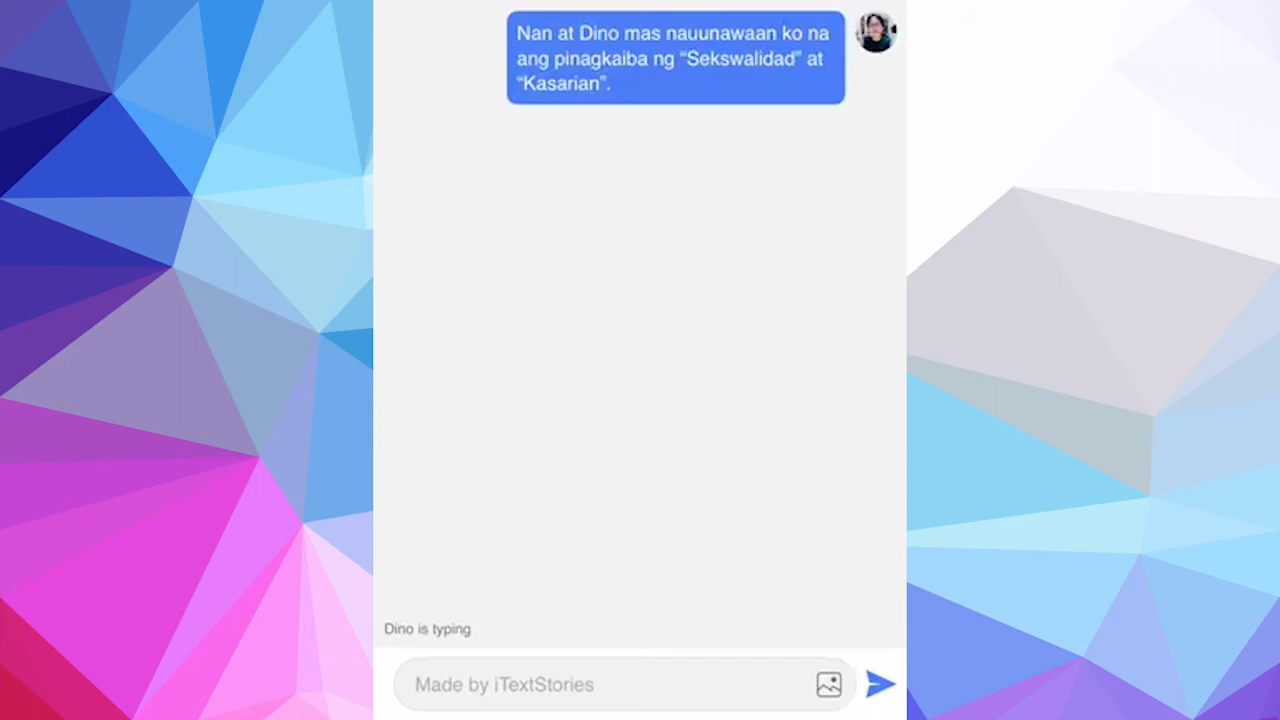 Nan at Dino mas nauunawaan ko na
ang pinagkaiba ng “Sekswalidad” at
“Kasarian”.
Dino is typing
Made by iTextStories